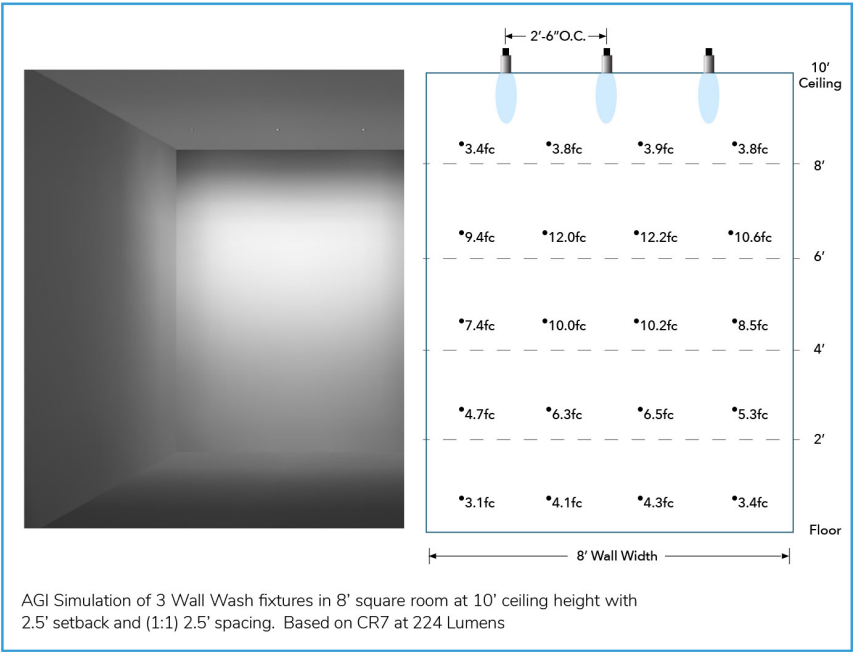 2'-6"O.C.
10'
Ceiling
3.4fc 3.8fc 3.9fc 3.8fc
8'
9.4fc 12.0fc 12.2fc 10.6fc
6'
7.4fc 10.0fc 10.2fc 8.5fc
4'
4.7fc 6.3fc 6.5fc 5.3fc
2'
3.1fc 4.1fc 4.3fc 3.4fc
Floor
8' Wall Width
AGI Simulation of 3 Wall Wash fixtures in 8' square room at 10' ceiling height with
2.5' setback and (1:1) 2.5' spacing. Based on CR7 at 224 Lumens